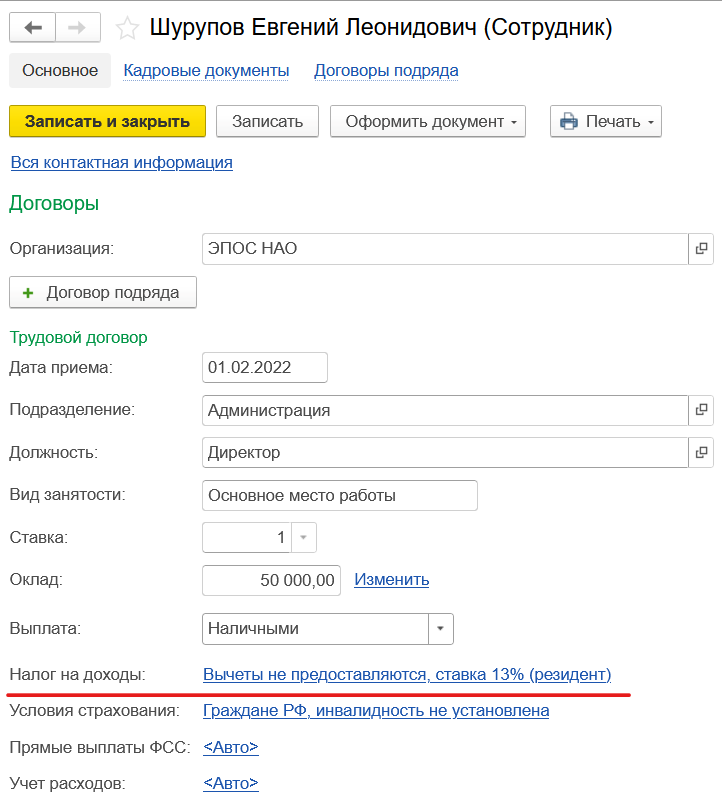 Шурупов Евгений Леонидович (Сотрудник)
Основное Кадровые документы Договоры подряда
Записать и закрыть Записать Оформить документ Печать
Вся контактная информация
Договоры
Организация: ЭПОС НАО
+ Договор подряда
Трудовой договор
Дата приема: 01.02.2022
Подразделение: Администрация
Должность: Директор
Вид занятости: Основное место работы
Ставка: 1
Оклад: 50 000,00 Изменить
Выплата: Наличными
Налог на доходы: Вычеты не предоставляются, ставка 13% (резидент)
Условия страхования: Граждане РФ, инвалидность не установлена
Прямые выплаты ФСС: <Авто>
Учет расходов: <Авто>